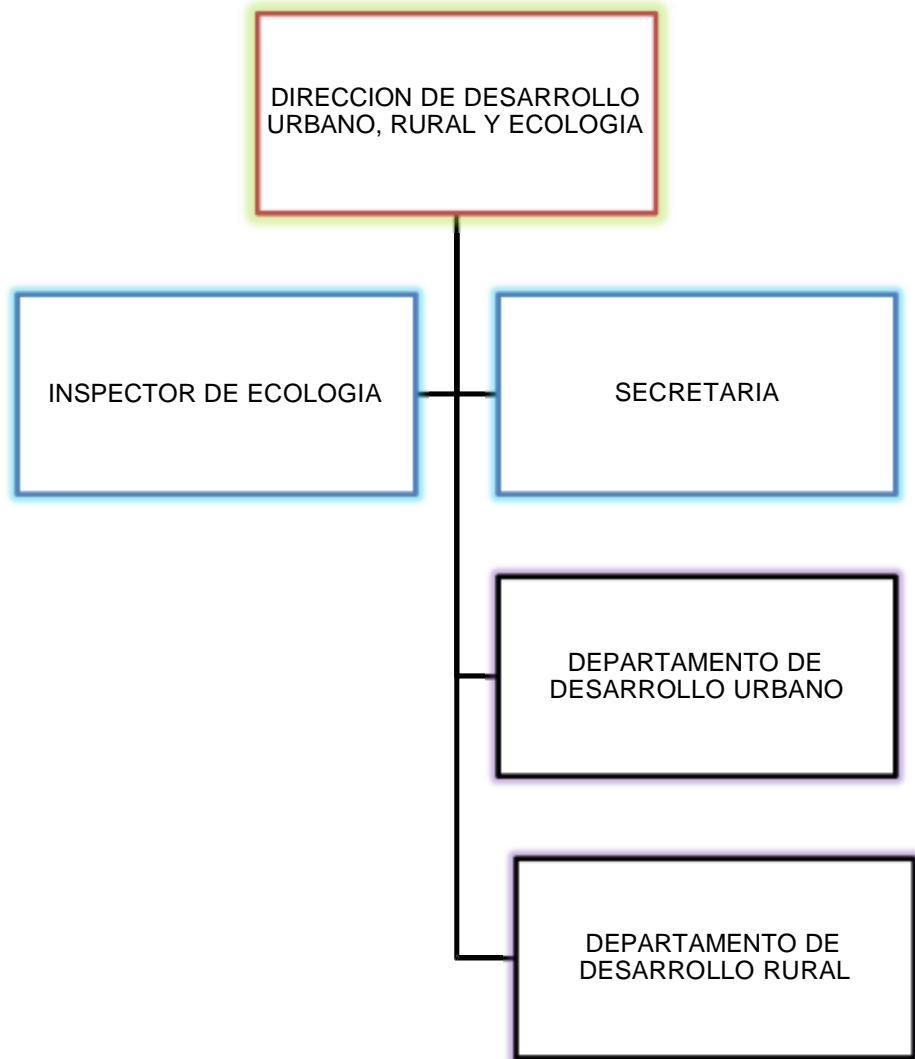 DIRECCION DE DESARROLLO
URBANO, RURAL Y ECOLOGIA
INSPECTOR DE ECOLOGIA
SECRETARIA
DEPARTAMENTO DE
DESARROLLO URBANO
DEPARTAMENTO DE
DESARROLLO RURAL